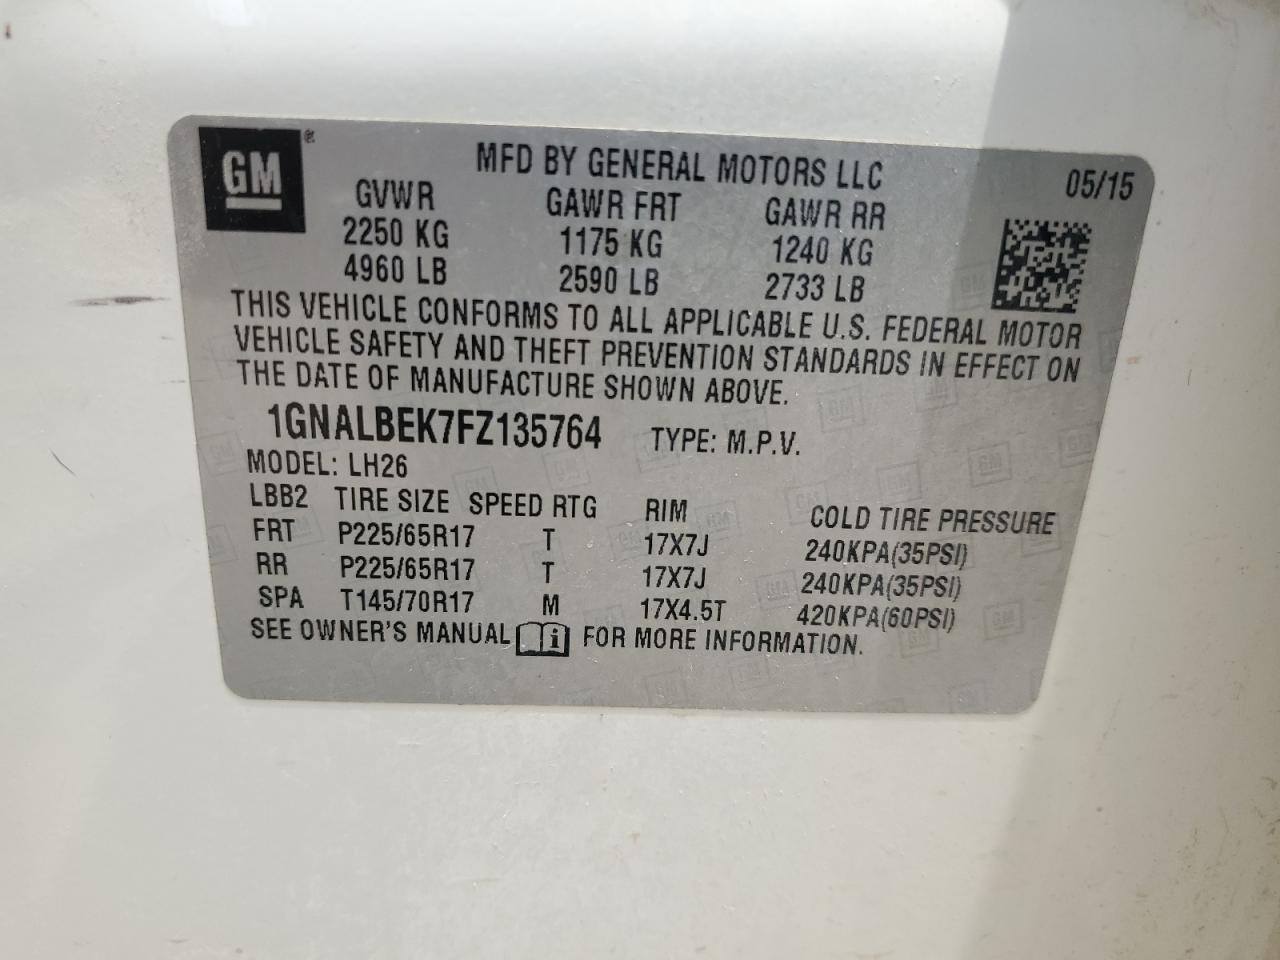 GM ®
MFD BY GENERAL MOTORS LLC 05/15
GVWR GAWR FRT GAWR RR
2250 KG 1175 KG 1240 KG
4960 LB 2590 LB 2733 LB
THIS VEHICLE CONFORMS TO ALL APPLICABLE U.S. FEDERAL MOTOR
VEHICLE SAFETY AND THEFT PREVENTION STANDARDS IN EFFECT ON
THE DATE OF MANUFACTURE SHOWN ABOVE.
1GNALBEK7FZ135764 TYPE: M.P.V.
MODEL: LH26
LBB2 TIRE SIZE SPEED RTG RIM COLD TIRE PRESSURE
FRT P225/65R17 T 17X7J 240KPA(35PSI)
RR P225/65R17 T 17X7J 240KPA(35PSI)
SPA T145/70R17 M 17X4.5T 420KPA(60PSI)
SEE OWNER'S MANUAL i FOR MORE INFORMATION.